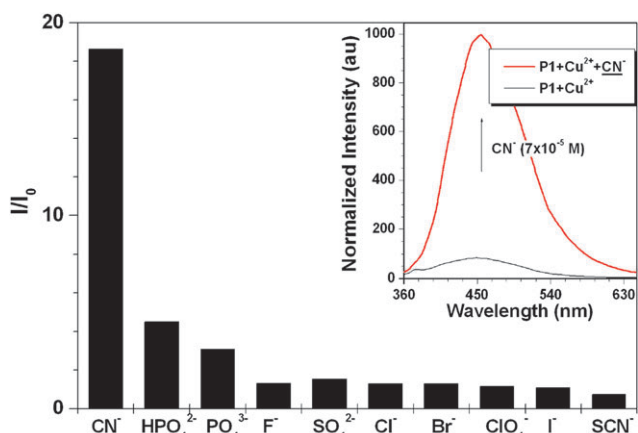 I/I₀
20
10
0
CN⁻ HPO₄²⁻ PO₄³⁻ F⁻ SO₄²⁻ Cl⁻ Br⁻ ClO₄⁻ I⁻ SCN⁻
Normalized Intensity (au)
1000
800
600
400
200
0
P1+Cu²⁺+CN⁻
P1+Cu²⁺
CN⁻ (7x10⁻⁵ M)
360 450 540 630
Wavelength (nm)